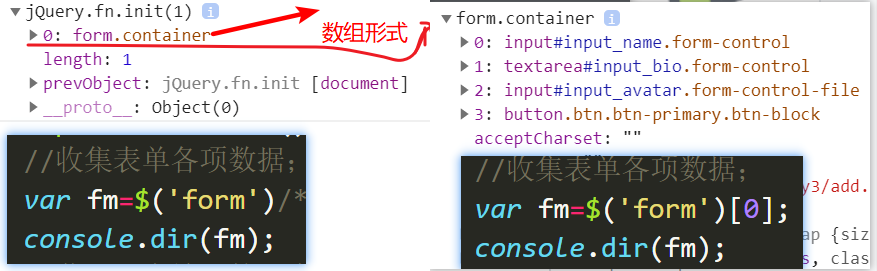 ▼jQuery.fn.init(1) i
▶ 0: form.container
数组形式
length: 1
▶ prevObject: jQuery.fn.init [document]
▶ __proto__: Object(0)
//收集表单各项数据;
var fm=$('form')/*
console.dir(fm);
▼form.container i
▶ 0: input#input_name.form-control
▶ 1: textarea#input_bio.form-control
▶ 2: input#input_avatar.form-control-file
▶ 3: button.btn.btn-primary.btn-block
acceptCharset: ""
//收集表单各项数据;
var fm=$('form')[0];
console.dir(fm);
y3/add.
ap {siz
s, clas